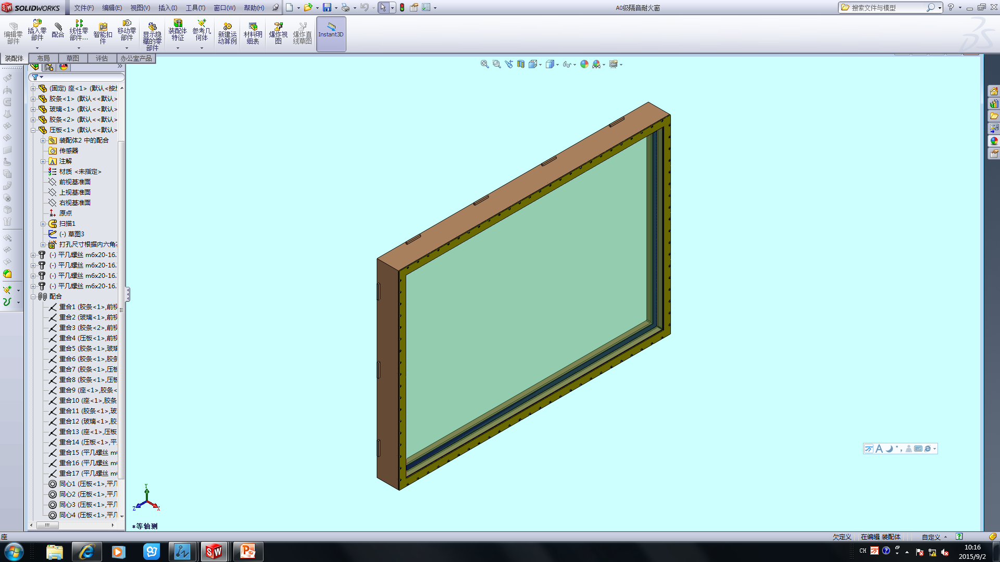 SOLIDWORKS 文件(F) 编辑(E) 视图(V) 插入(I) 工具(T) 窗口(W) 帮助(H)
A0级隔音耐火窗
搜索文件与模型
编辑零部件
插入零部件
配合
线性零部件...
智能扣件
移动零部件
显示隐藏的零部件
装配体特征
参考几何体
新建运动算例
材料明细表
爆炸视图
爆炸直线草图
Instant3D
装配体 布局 草图 评估 办公室产品
(固定) 座<1> (默认<按加
胶条<1> (默认<<默认>
玻璃<1> (默认<<默认>
胶条<2> (默认<<默认>
压板<1> (默认<<默认>
装配体2 中的配合
传感器
注解
材质 <未指定>
前视基准面
上视基准面
右视基准面
原点
扫描1
(-) 草图3
打孔尺寸根据内六角
(-) 平几螺丝 m6x20-16.
(-) 平几螺丝 m6x20-16.
(-) 平几螺丝 m6x20-16.
(-) 平几螺丝 m6x20-16.
配合
重合1 (胶条<1>,前视
重合2 (玻璃<1>,前视
重合3 (胶条<2>,前视
重合4 (压板<1>,前视
重合5 (胶条<1>,玻璃
重合6 (胶条<1>,胶条
重合7 (胶条<1>,压板
重合8 (胶条<1>,压板
重合9 (座<1>,胶条<
重合10 (座<1>,胶条
重合11 (胶条<1>,玻
重合12 (玻璃<1>,胶
重合13 (座<1>,压板
重合14 (压板<1>,平
重合15 (平几螺丝 m6
重合16 (平几螺丝 m6
重合17 (平几螺丝 m6
同心1 (压板<1>,平几
同心2 (压板<1>,平几
同心3 (压板<1>,平几
同心4 (压板<1>,平几
Y
Z
X
*等轴测
座
欠定义 在编辑 装配体 自定义
CH
10:16
2015/9/2